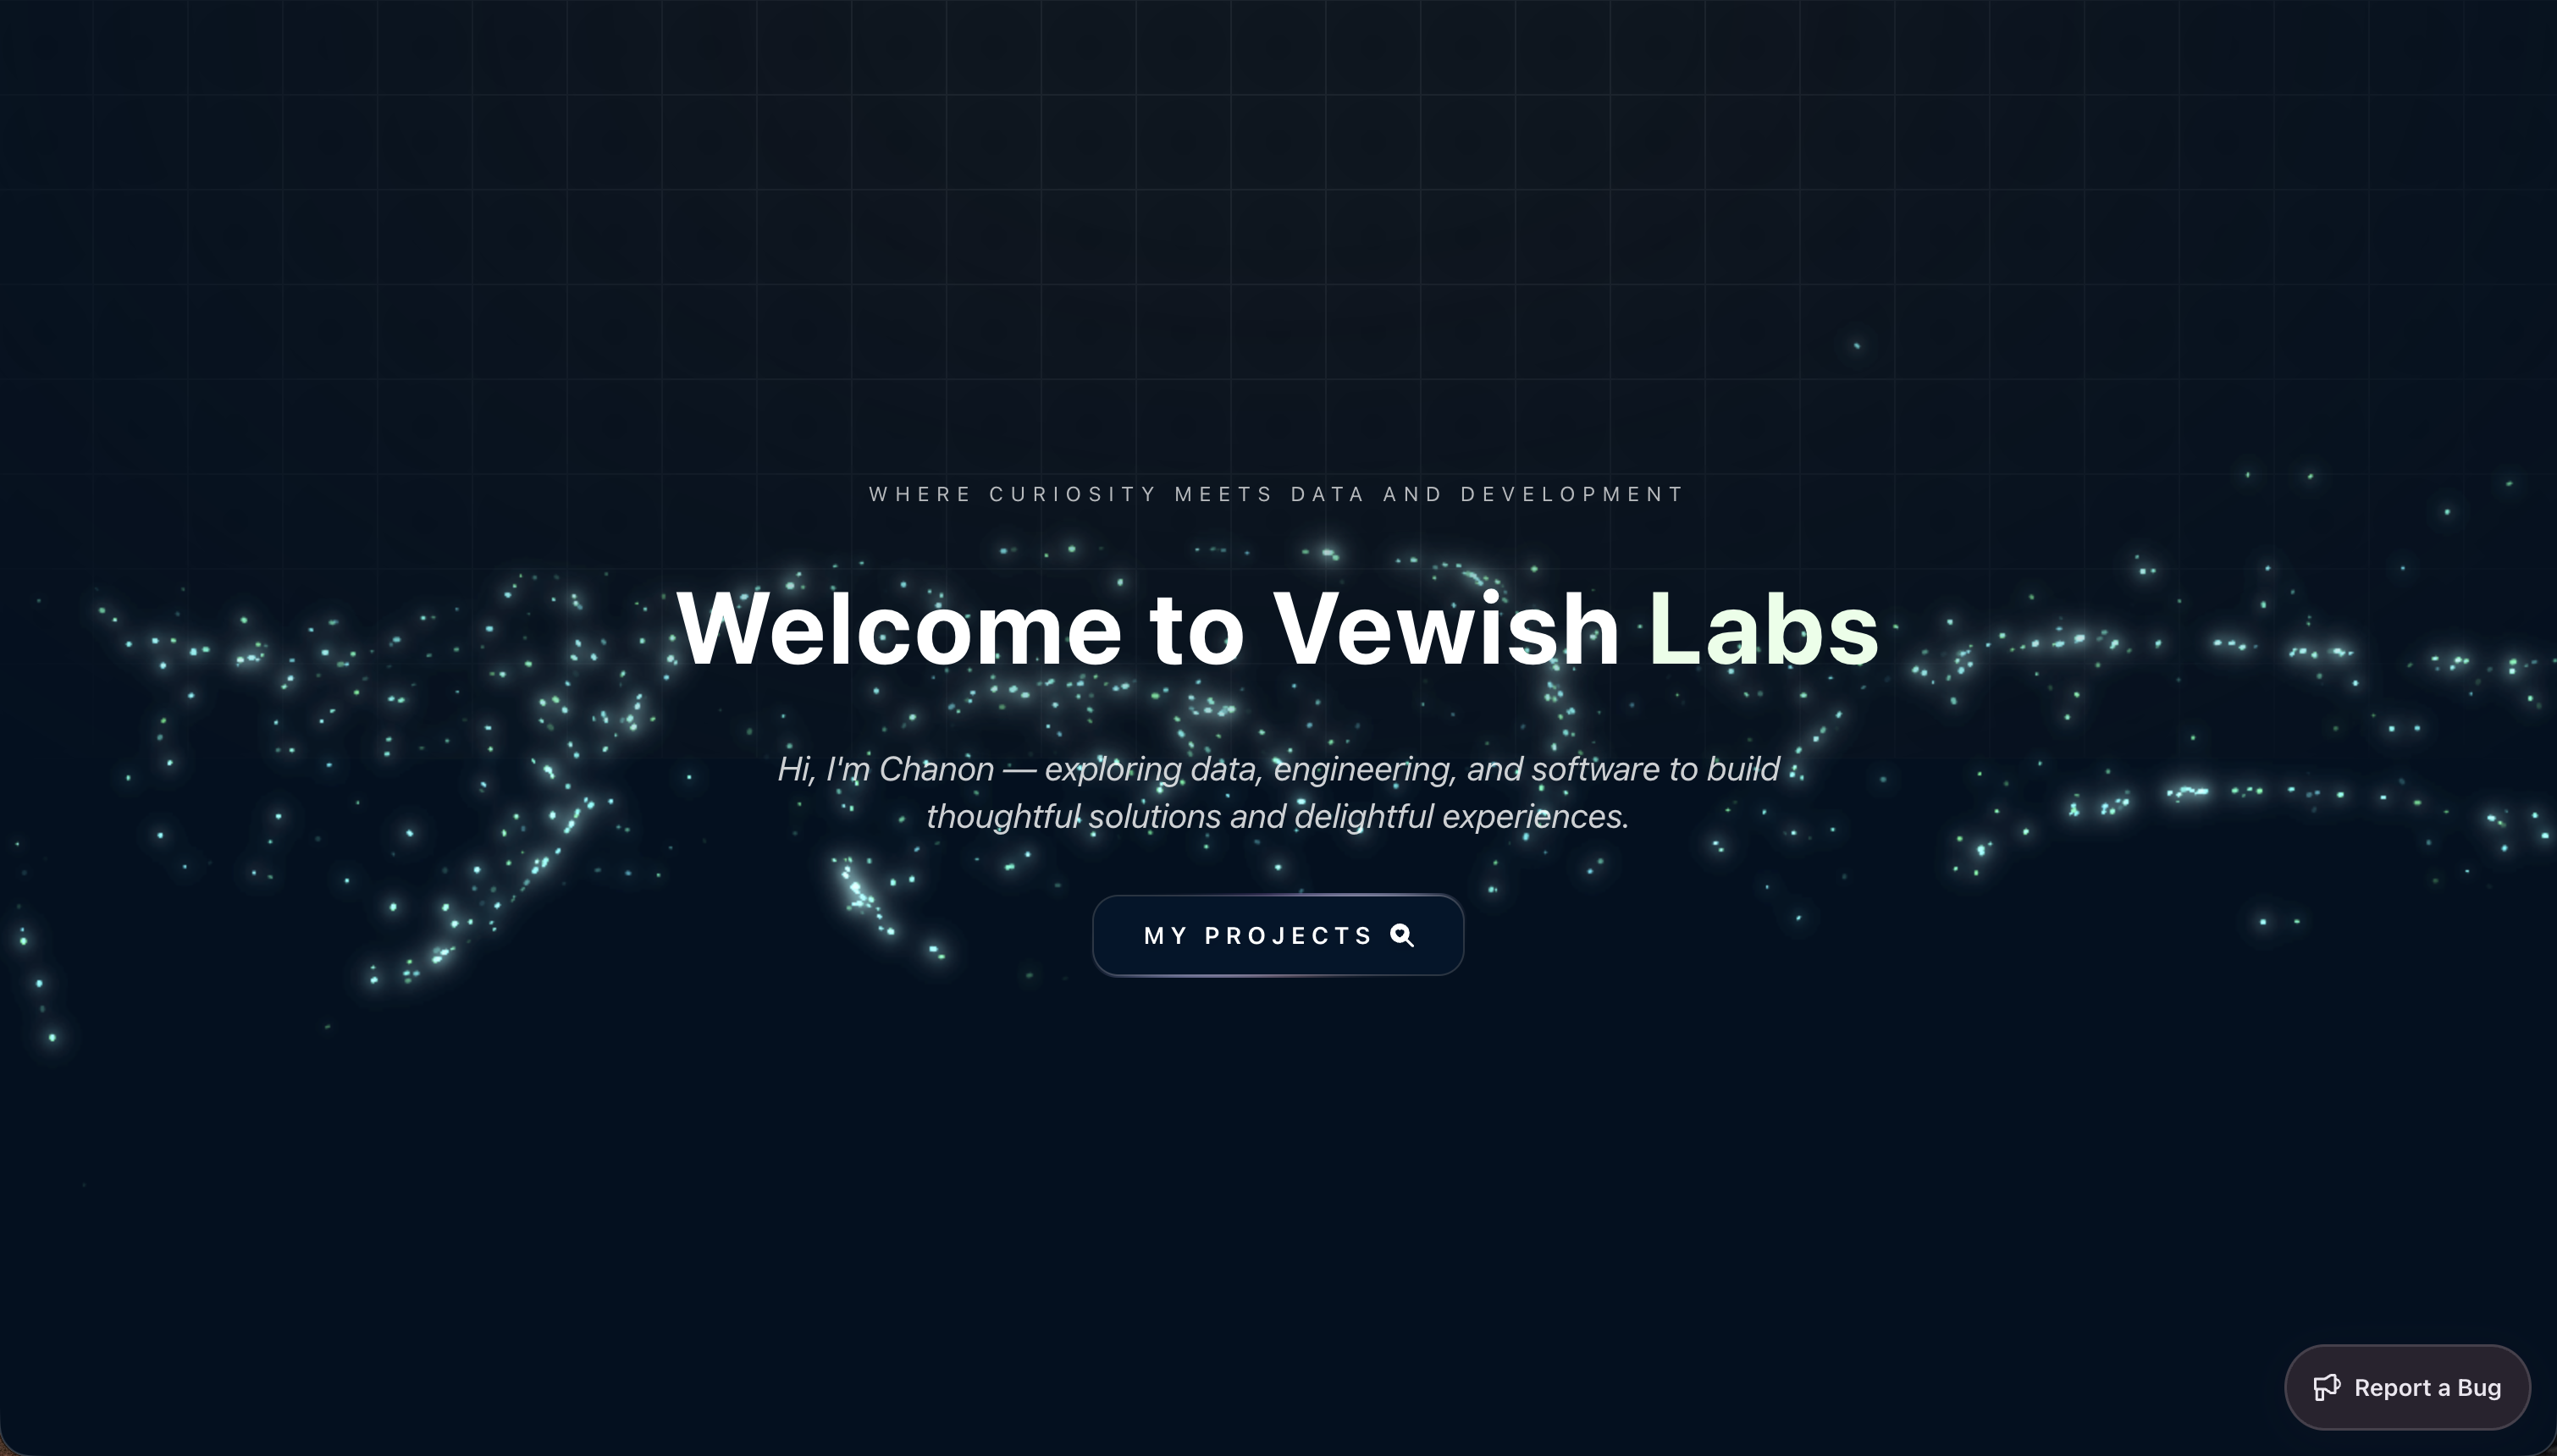 WHERE CURIOSITY MEETS DATA AND DEVELOPMENT
Welcome to Vewish Labs
Hi, I'm Chanon — exploring data, engineering, and software to build
thoughtful solutions and delightful experiences.
MY PROJECTS
Report a Bug